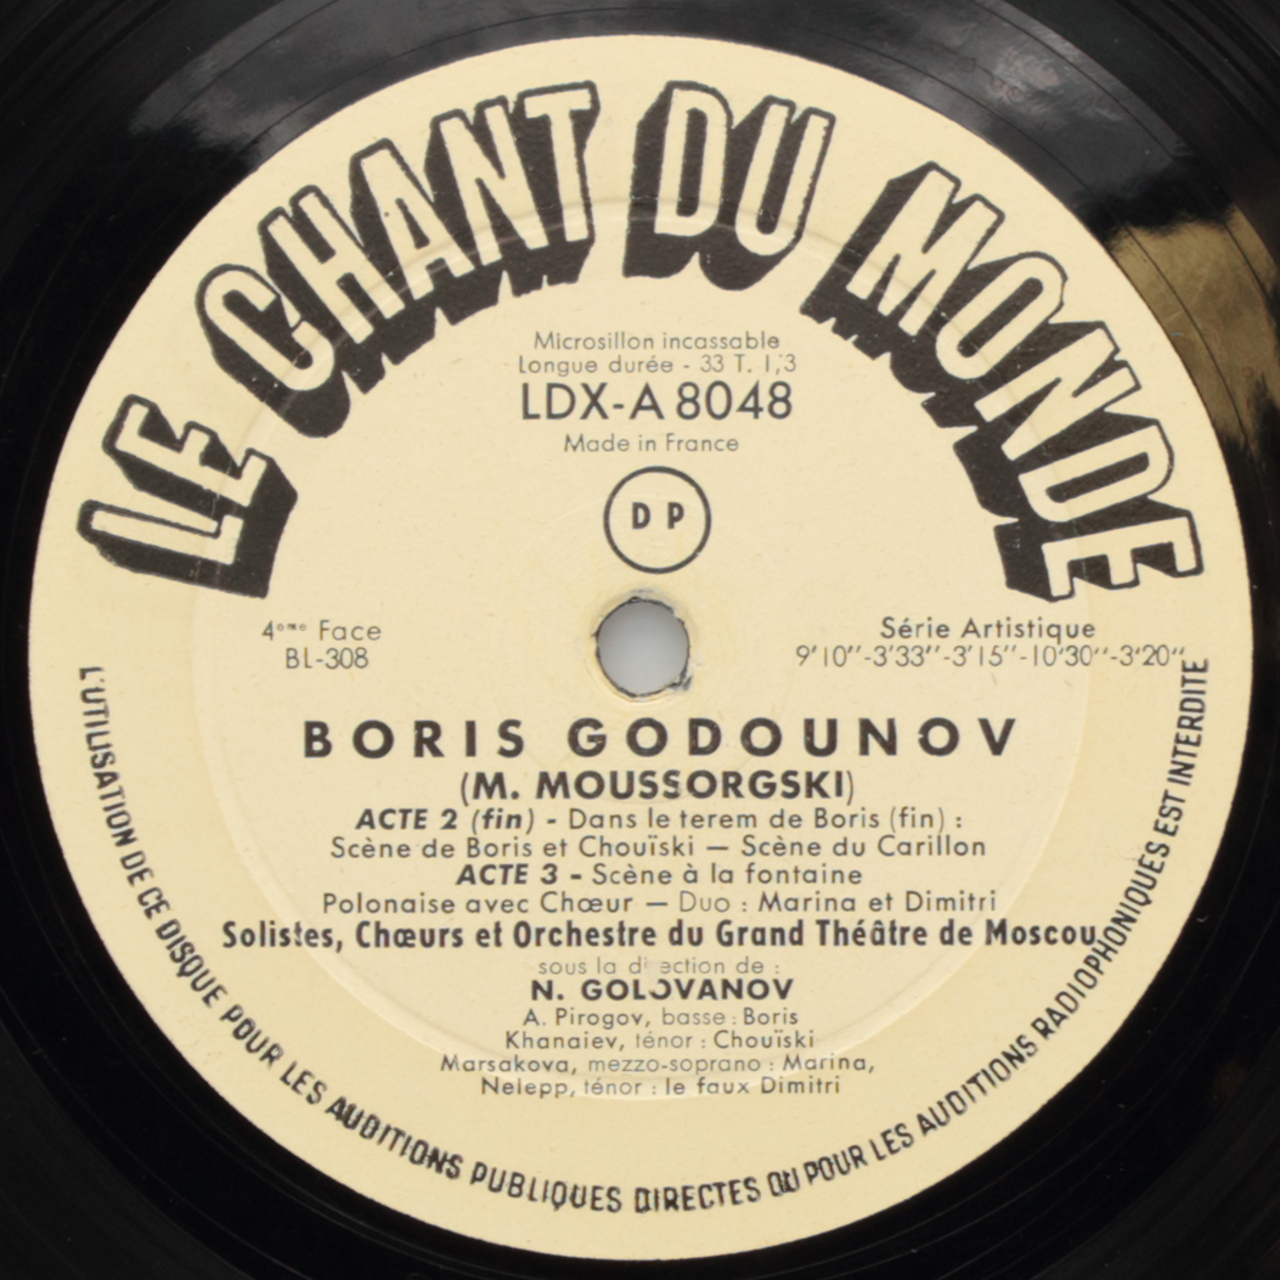 LE CHANT DU MONDE
Microsillon incassable
Longue durée - 33 T. 1/3
LDX-A 8048
Made in France
D P
4ème Face
BL-308
Série Artistique
9'10''-3'33''-3'15''-10'30''-3'20''
BORIS GODOUNOV
(M. MOUSSORGSKI)
ACTE 2 (fin) - Dans le terem de Boris (fin) :
Scène de Boris et Chouïski — Scène du Carillon
ACTE 3 - Scène à la fontaine
Polonaise avec Chœur — Duo : Marina et Dimitri
Solistes, Chœurs et Orchestre du Grand Théâtre de Moscou
sous la direction de :
N. GOLOVANOV
A. Pirogov, basse : Boris
Khanaiev, ténor : Chouïski
Marsakova, mezzo-soprano : Marina,
Nelepp, ténor : le faux Dimitri
L'UTILISATION DE CE DISQUE POUR LES AUDITIONS PUBLIQUES DIRECTES OU POUR LES AUDITIONS RADIOPHONIQUES EST INTERDITE